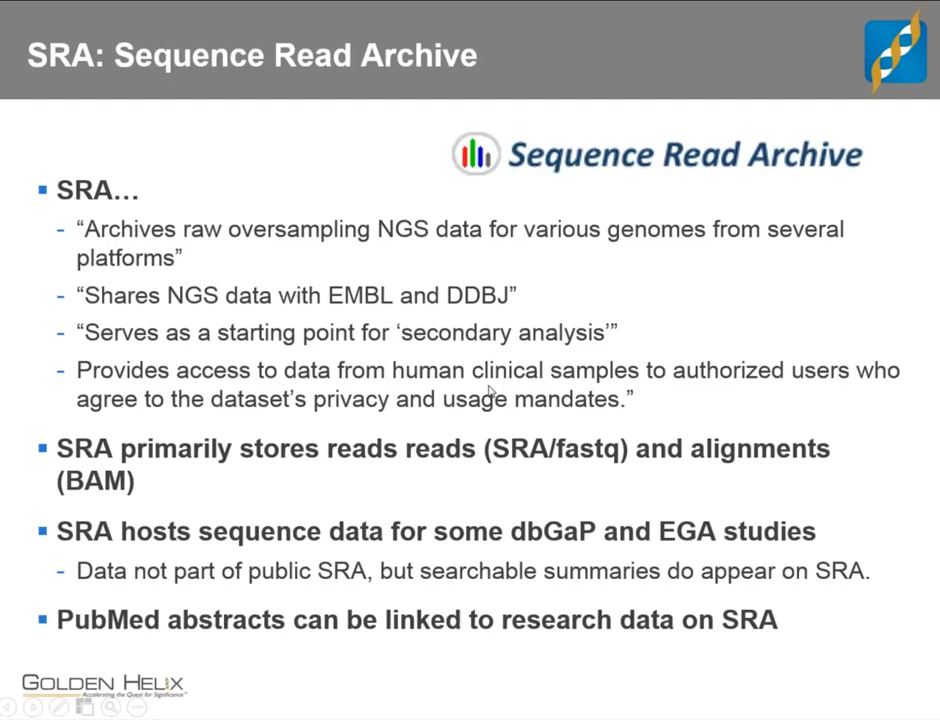 SRA: Sequence Read Archive
Sequence Read Archive
SRA…
- “Archives raw oversampling NGS data for various genomes from several
platforms”
- “Shares NGS data with EMBL and DDBJ”
- “Serves as a starting point for ‘secondary analysis’”
- Provides access to data from human clinical samples to authorized users who
agree to the dataset’s privacy and usage mandates.”
SRA primarily stores reads reads (SRA/fastq) and alignments
(BAM)
SRA hosts sequence data for some dbGaP and EGA studies
- Data not part of public SRA, but searchable summaries do appear on SRA.
PubMed abstracts can be linked to research data on SRA
GOLDEN HELIX
Accelerating the Quest for Significance™